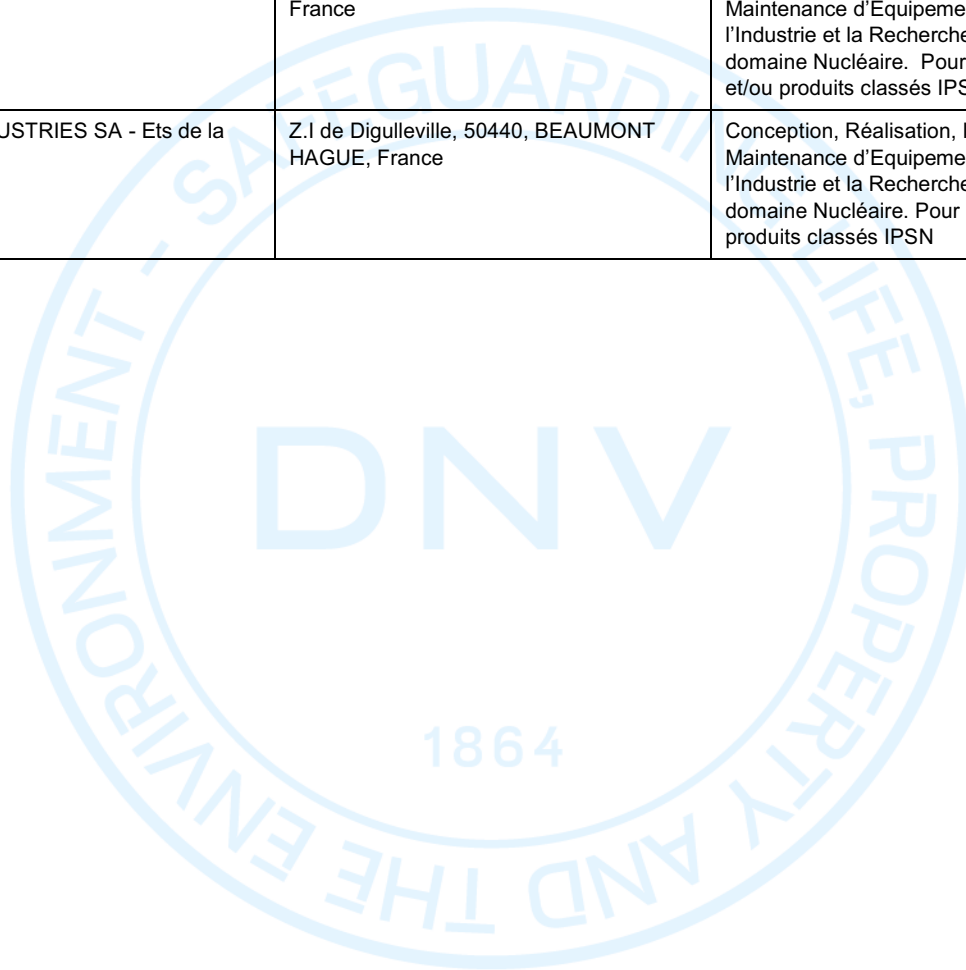 France
Maintenance d’Equipeme
l’Industrie et la Recherche
domaine Nucléaire.  Pour
et/ou produits classés IPS
USTRIES SA - Ets de la
Z.I de Digulleville, 50440, BEAUMONT
HAGUE, France
Conception, Réalisation,
Maintenance d’Equipeme
l’Industrie et la Recherche
domaine Nucléaire. Pour
produits classés IPSN
SAFEGUARDING LIFE, PROPERTY AND THE ENVIRONMENT -
DNV
1864